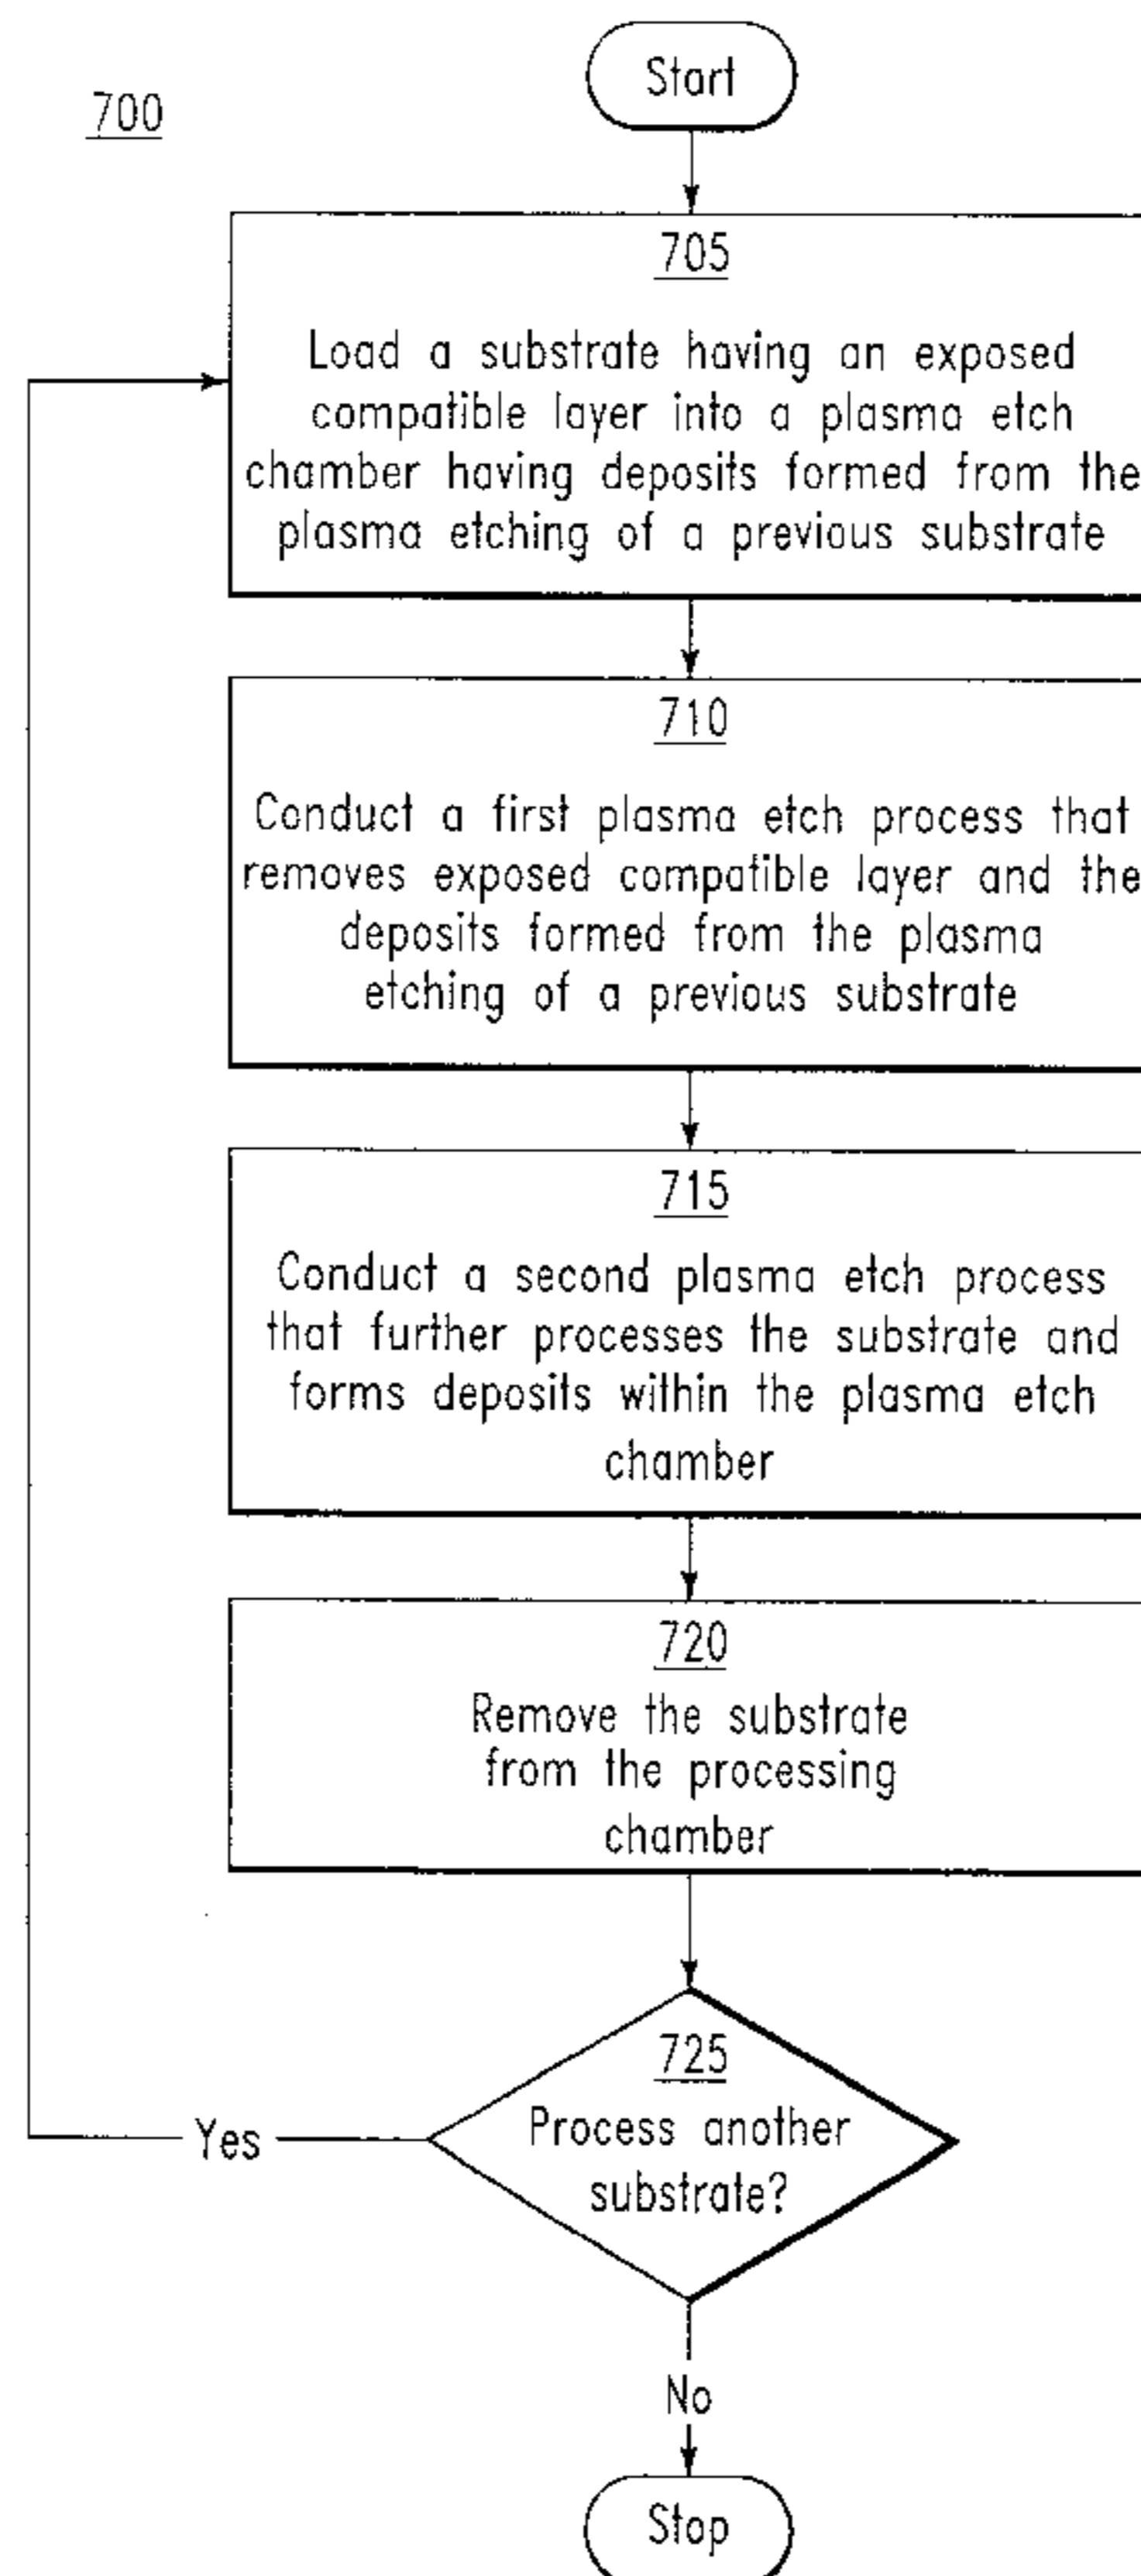 700
Start
705
Load a substrate having an exposed
compatible layer into a plasma etch
chamber having deposits formed from the
plasma etching of a previous substrate
710
Conduct a first plasma etch process that
removes exposed compatible layer and the
deposits formed from the plasma
etching of a previous substrate
715
Conduct a second plasma etch process
that further processes the substrate and
forms deposits within the plasma etch
chamber
720
Remove the substrate
from the processing
chamber
725
Process another
substrate?
Yes
No
Stop